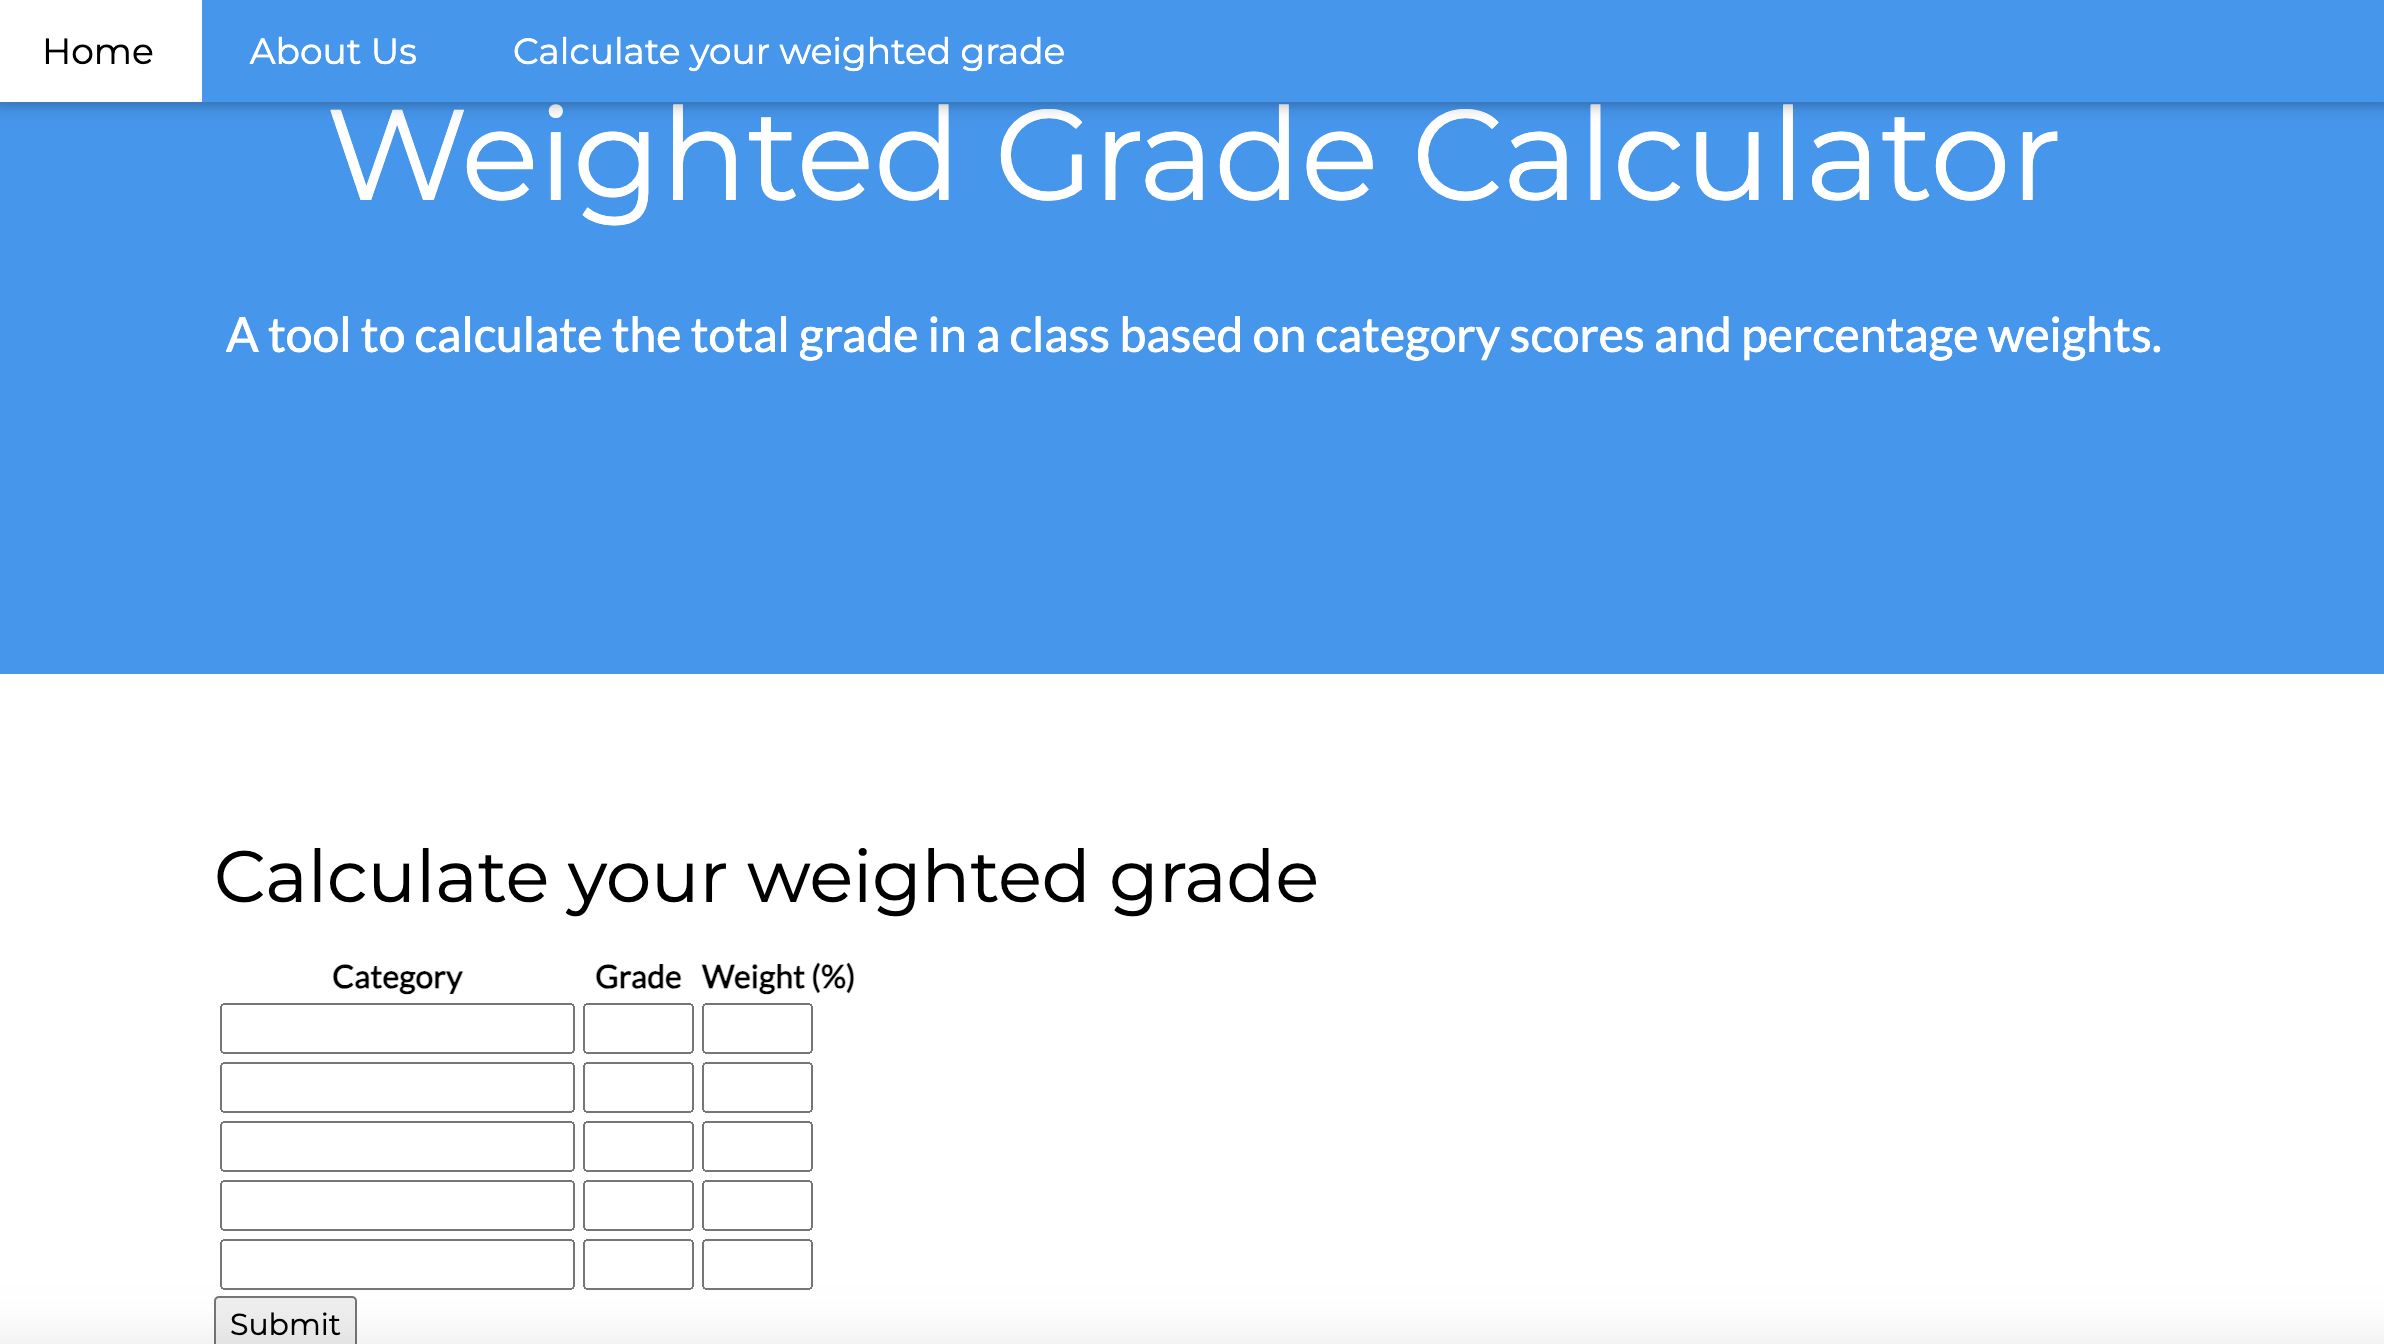 Home About Us Calculate your weighted grade
Weighted Grade Calculator
A tool to calculate the total grade in a class based on category scores and percentage weights.
Calculate your weighted grade
Category Grade Weight (%)
Submit